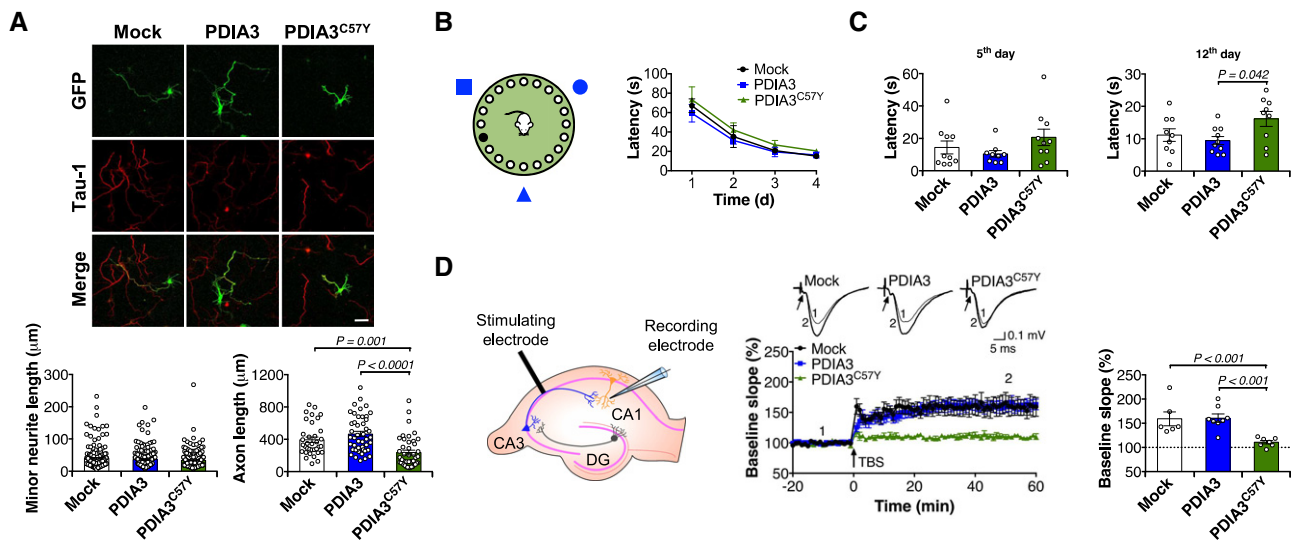 A
Mock PDIA3 PDIA3C57Y
GFP
Tau-1
Merge
Minor neurite length (μm)
300
200
100
0
Mock
PDIA3
PDIA3C57Y
Axon length (μm)
1200
800
400
0
P = 0.001
P < 0.0001
Mock
PDIA3
PDIA3C57Y
B
Latency (s)
100
80
60
40
20
0
Mock
PDIA3
PDIA3C57Y
1 2 3 4
Time (d)
C
5th day
Latency (s)
60
40
20
0
Mock
PDIA3
PDIA3C57Y
12th day
Latency (s)
30
20
10
0
P = 0.042
Mock
PDIA3
PDIA3C57Y
D
Stimulating
electrode
Recording
electrode
CA1
CA3
DG
Mock PDIA3 PDIA3C57Y
1 1 1
2 2 2
0.1 mV
5 ms
Baseline slope (%)
250
200
150
100
50
Mock
PDIA3
PDIA3C57Y
1
2
TBS
-20 0 20 40 60
Time (min)
Baseline slope (%)
250
200
150
100
50
P < 0.001
P < 0.001
Mock
PDIA3
PDIA3C57Y